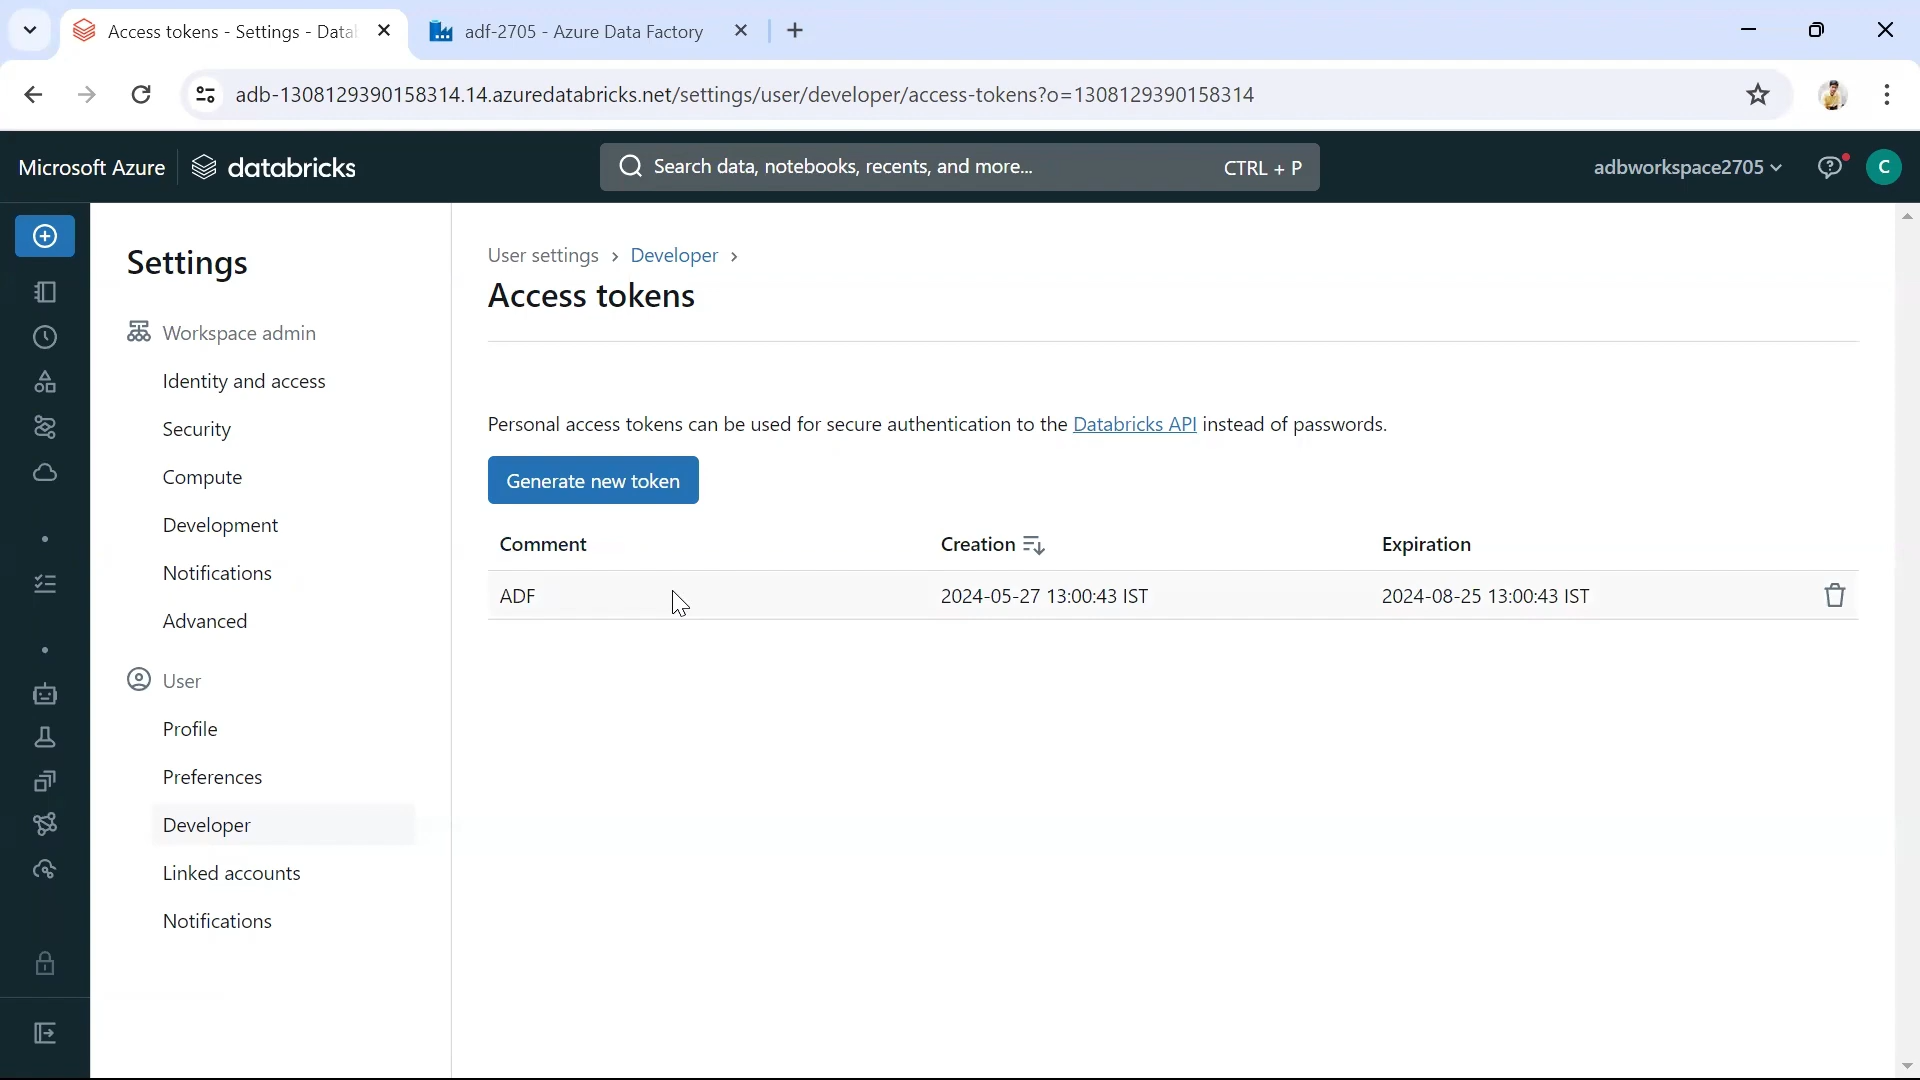 Access tokens - Settings - Datal
adf-2705 - Azure Data Factory
adb-1308129390158314.14.azuredatabricks.net/settings/user/developer/access-tokens?o=1308129390158314
Microsoft Azure databricks
Search data, notebooks, recents, and more... CTRL + P
adbworkspace2705
C
Settings
Workspace admin
Identity and access
Security
Compute
Development
Notifications
Advanced
User
Profile
Preferences
Developer
Linked accounts
Notifications
User settings › Developer ›
Access tokens
Personal access tokens can be used for secure authentication to the Databricks API instead of passwords.
Generate new token
Comment Creation Expiration
ADF 2024-05-27 13:00:43 IST 2024-08-25 13:00:43 IST